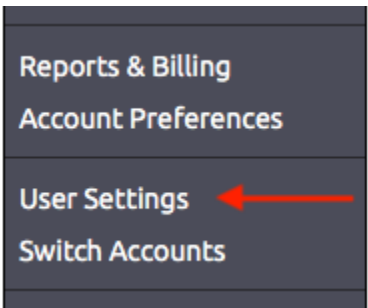 Reports & Billing
Account Preferences
User Settings
Switch Accounts